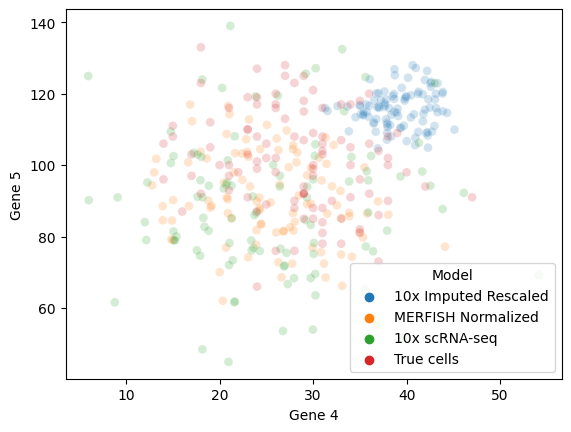 140
120
100
80
60
Gene 5
10
20
30
40
50
Gene 4
Model
10x Imputed Rescaled
MERFISH Normalized
10x scRNA-seq
True cells